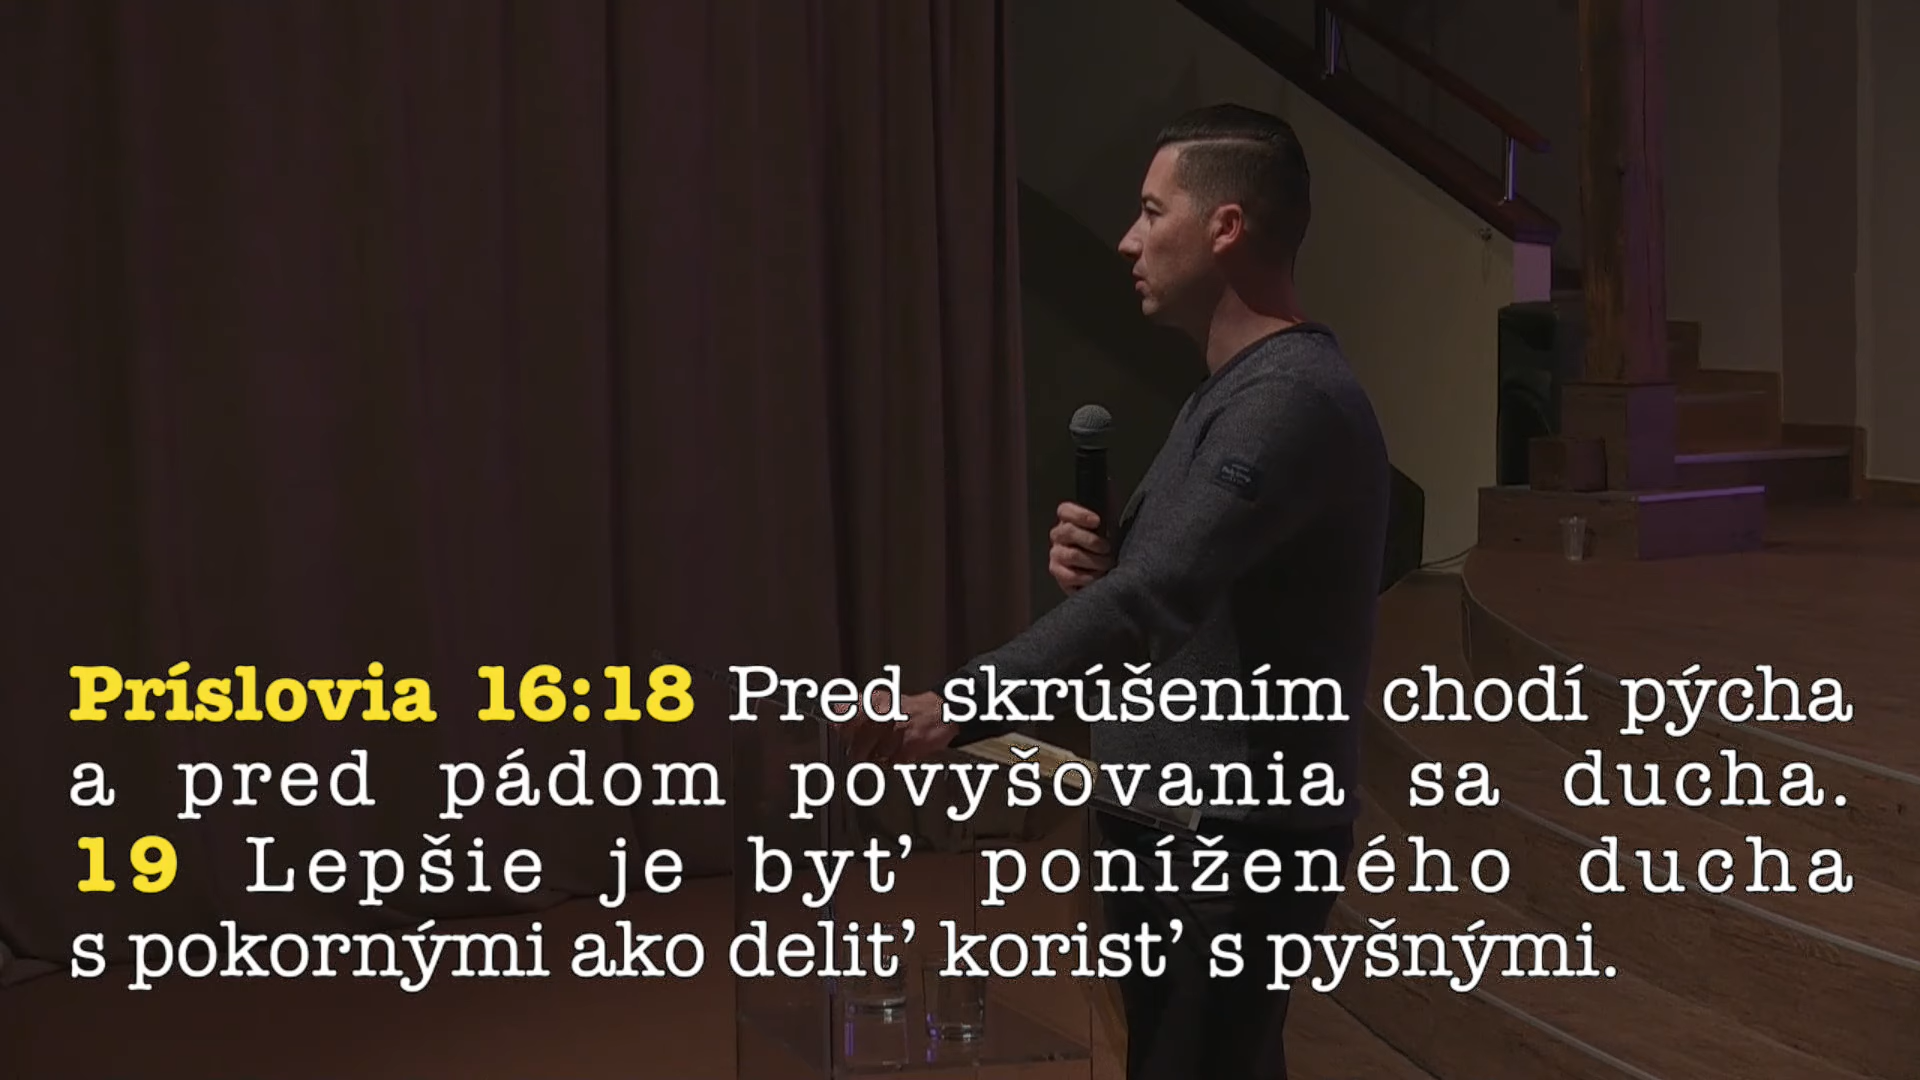 Príslovia 16:18 Pred skrúšením chodí pýcha
a pred pádom povyšovania sa ducha.
19 Lepšie je byť poníženého ducha
s pokornými ako deliť korisť s pyšnými.